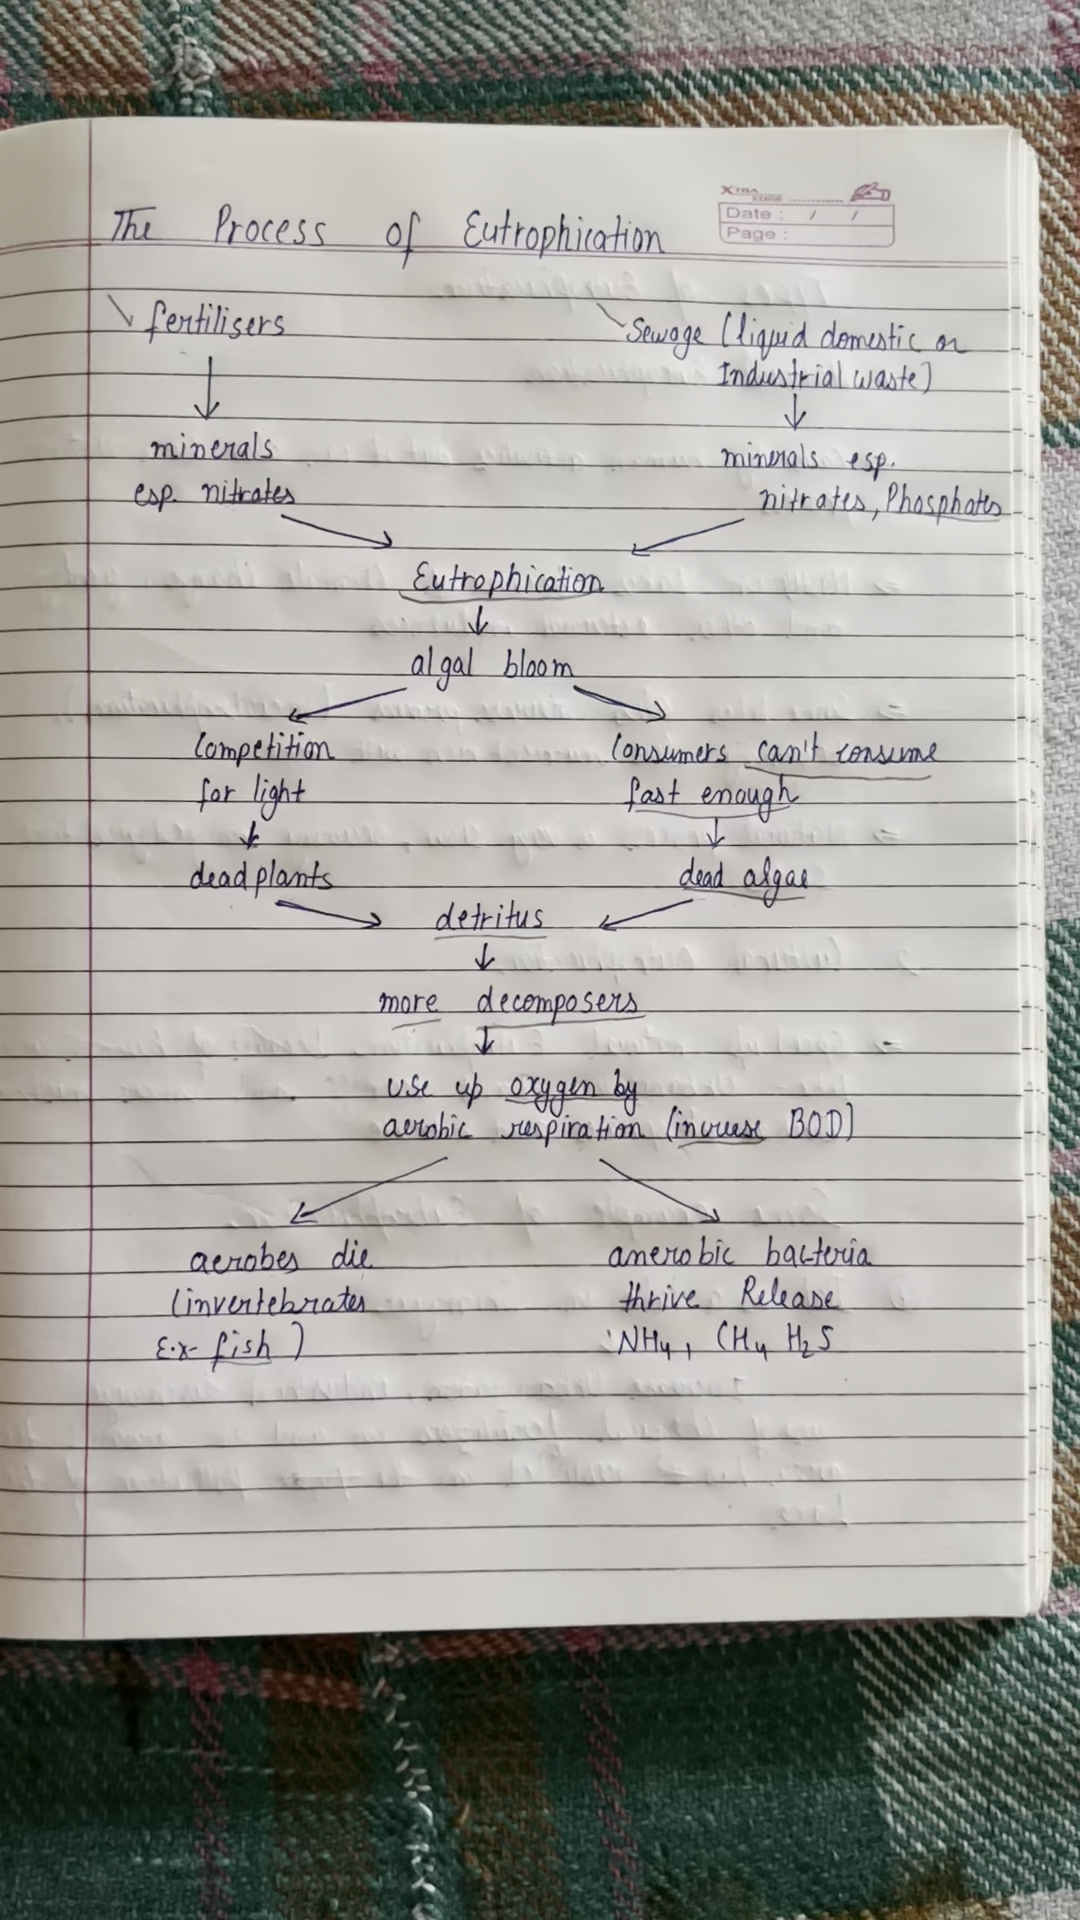 XTRA
Date : / /
Page :
The Process of Eutrophication
fertilisers
Sewage (liquid domestic or
Industrial waste)
minerals
esp. nitrates
minerals esp.
nitrates, Phosphates
Eutrophication
algal bloom
Competition
for light
Consumers can't consume
fast enough
dead plants
dead algae
detritus
more decomposers
use up oxygen by
aerobic respiration (increase BOD)
aerobes die
(invertebrates
Ex- fish )
anerobic bacteria
thrive Release
NH4, CH4 H2S